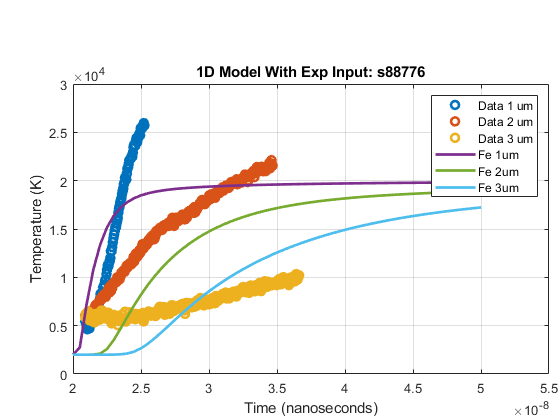 1D Model With Exp Input: s88776
×10⁴
3
2.5
2
1.5
1
0.5
0
Temperature (K)
Data 1 um
Data 2 um
Data 3 um
Fe 1um
Fe 2um
Fe 3um
2 2.5 3 3.5 4 4.5 5 5.5
Time (nanoseconds)
×10⁻⁸